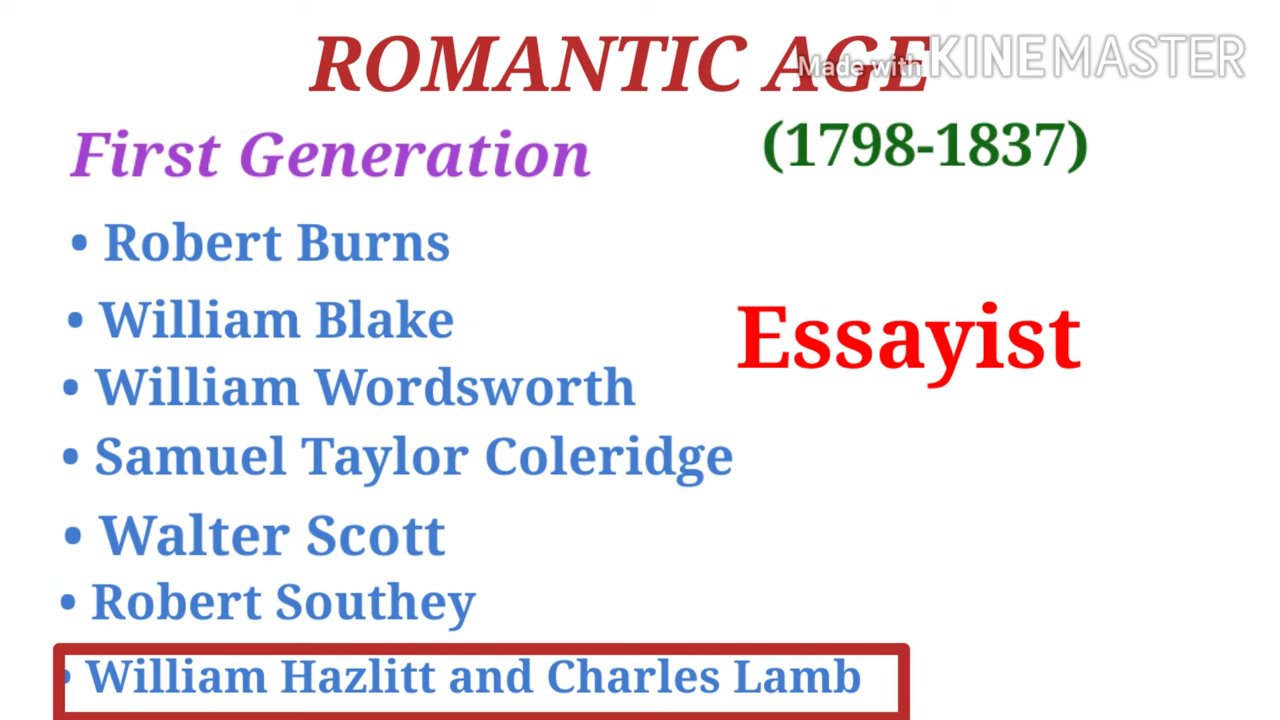 ROMANTIC AGE
Made with KINEMASTER
First Generation
(1798-1837)
• Robert Burns
• William Blake
Essayist
• William Wordsworth
• Samuel Taylor Coleridge
• Walter Scott
• Robert Southey
• William Hazlitt and Charles Lamb